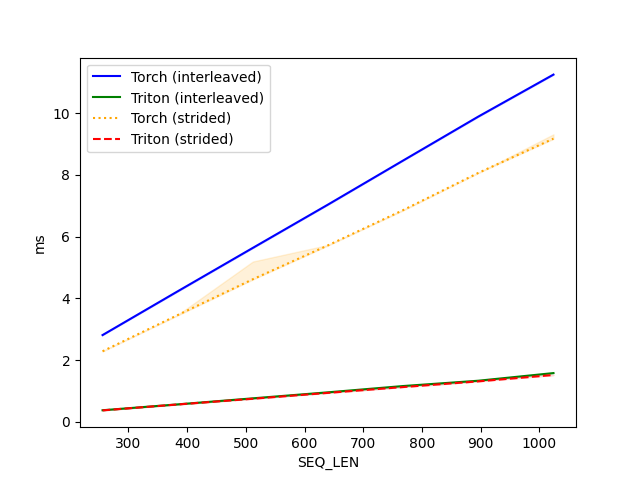 Torch (interleaved)
Triton (interleaved)
Torch (strided)
Triton (strided)
10
8
6
4
2
0
ms
300 400 500 600 700 800 900 1000
SEQ_LEN